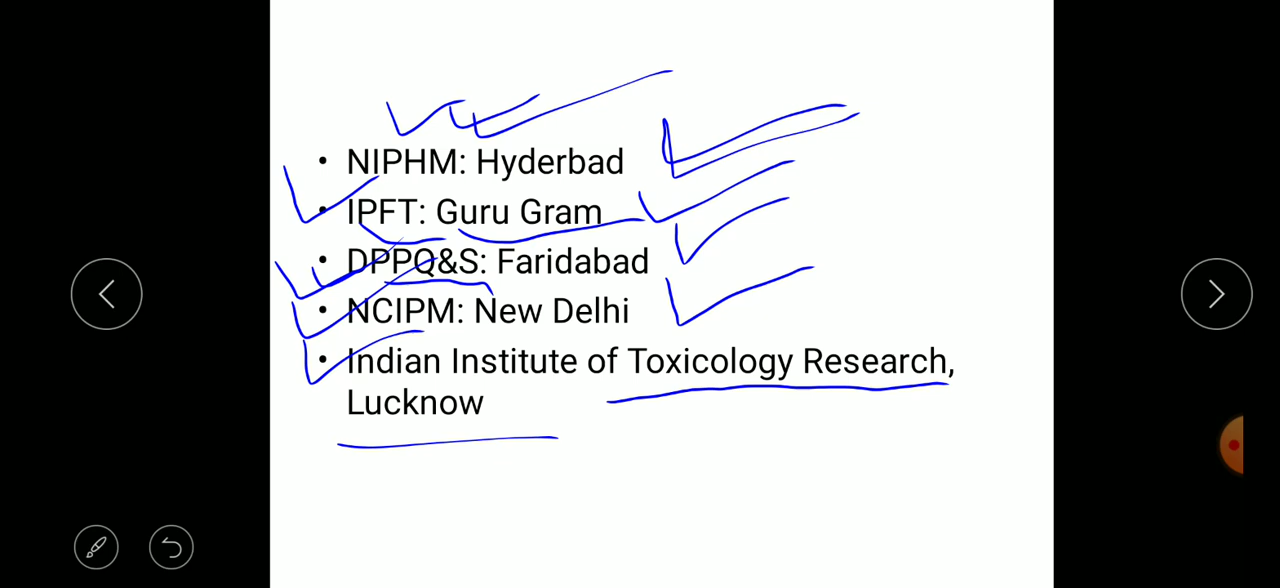 • NIPHM: Hyderbad
• IPFT: Guru Gram
• DPPQ&S: Faridabad
• NCIPM: New Delhi
• Indian Institute of Toxicology Research,
Lucknow